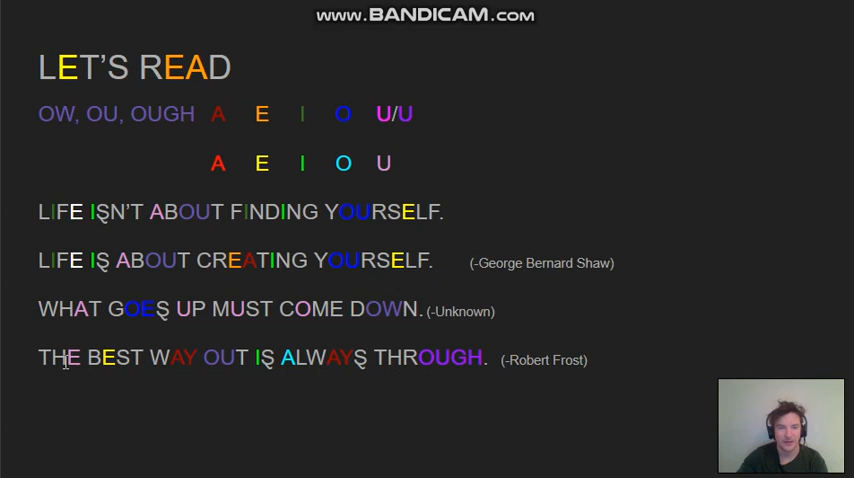 WWW.BANDICAM.COM
LET'S READ
OW, OU, OUGH A E I O U/U
A E I O U
LIFE IȘN'T ABOUT FINDING YOURSELF.
LIFE IȘ ABOUT CREATING YOURSELF. (-George Bernard Shaw)
WHAT GOEȘ UP MUST COME DOWN. (-Unknown)
THE BEST WAY OUT IȘ ALWAYȘ THROUGH. (-Robert Frost)